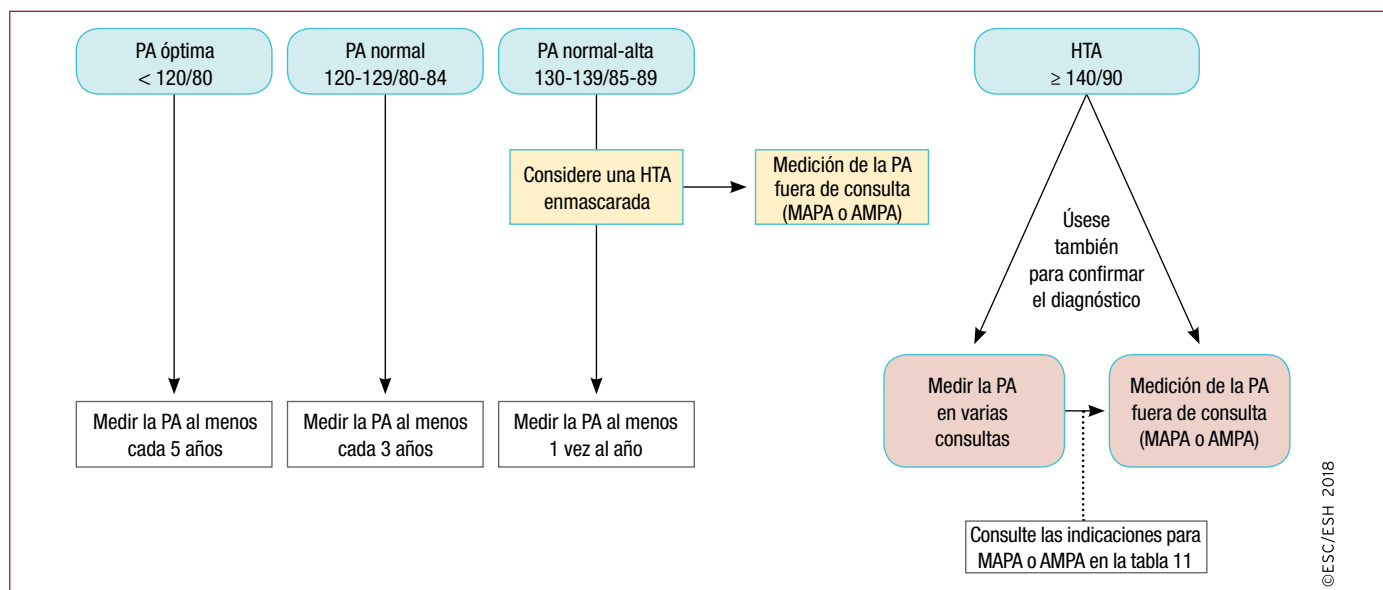 PA óptima
< 120/80
PA normal
120-129/80-84
PA normal-alta
130-139/85-89
HTA
≥ 140/90
Considere una HTA
enmascarada
Medición de la PA
fuera de consulta
(MAPA o AMPA)
Úsese
también
para confirmar
el diagnóstico
Medir la PA al menos
cada 5 años
Medir la PA al menos
cada 3 años
Medir la PA al menos
1 vez al año
Medir la PA
en varias
consultas
Medición de la PA
fuera de consulta
(MAPA o AMPA)
Consulte las indicaciones para
MAPA o AMPA en la tabla 11
©ESC/ESH 2018